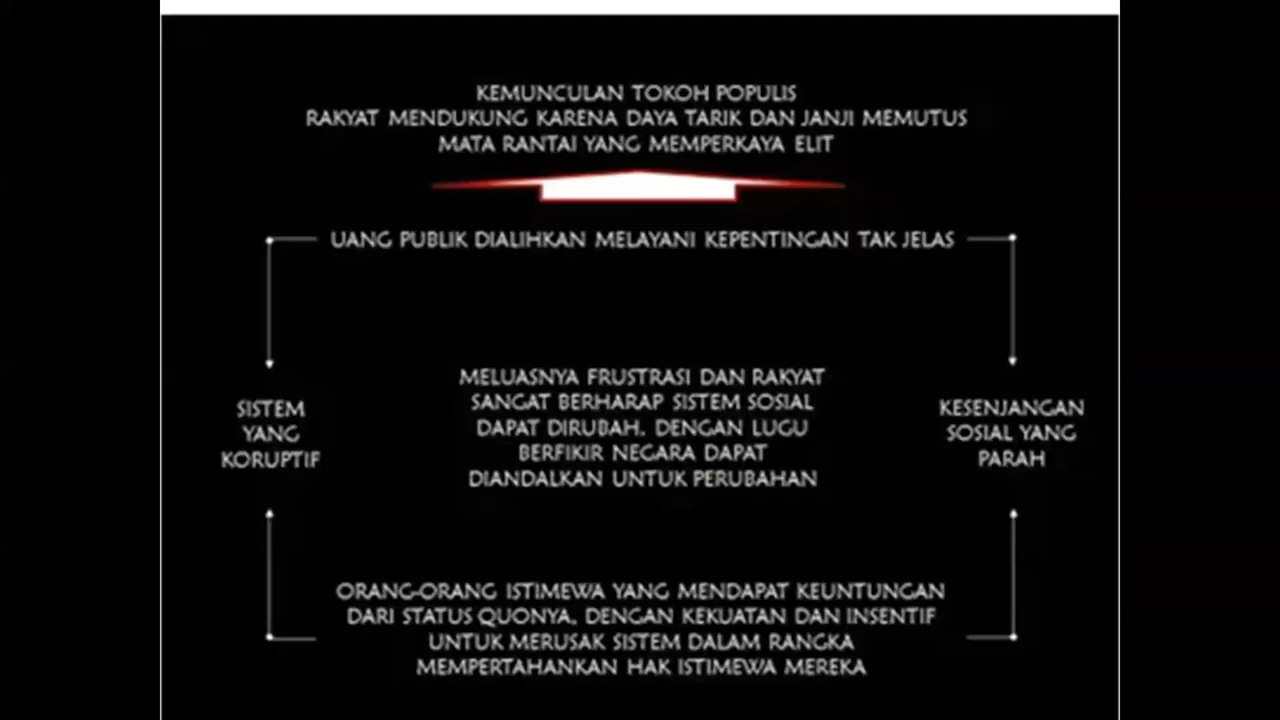 KEMUNCULAN TOKOH POPULIS
RAKYAT MENDUKUNG KARENA DAYA TARIK DAN JANJI MEMUTUS
MATA RANTAI YANG MEMPERKAYA ELIT
UANG PUBLIK DIALIHKAN MELAYANI KEPENTINGAN TAK JELAS
SISTEM
YANG
KORUPTIF
MELUASNYA FRUSTRASI DAN RAKYAT
SANGAT BERHARAP SISTEM SOSIAL
DAPAT DIRUBAH. DENGAN LUGU
BERFIKIR NEGARA DAPAT
DIANDALKAN UNTUK PERUBAHAN
KESENJANGAN
SOSIAL YANG
PARAH
ORANG-ORANG ISTIMEWA YANG MENDAPAT KEUNTUNGAN
DARI STATUS QUONYA, DENGAN KEKUATAN DAN INSENTIF
UNTUK MERUSAK SISTEM DALAM RANGKA
MEMPERTAHANKAN HAK ISTIMEWA MEREKA